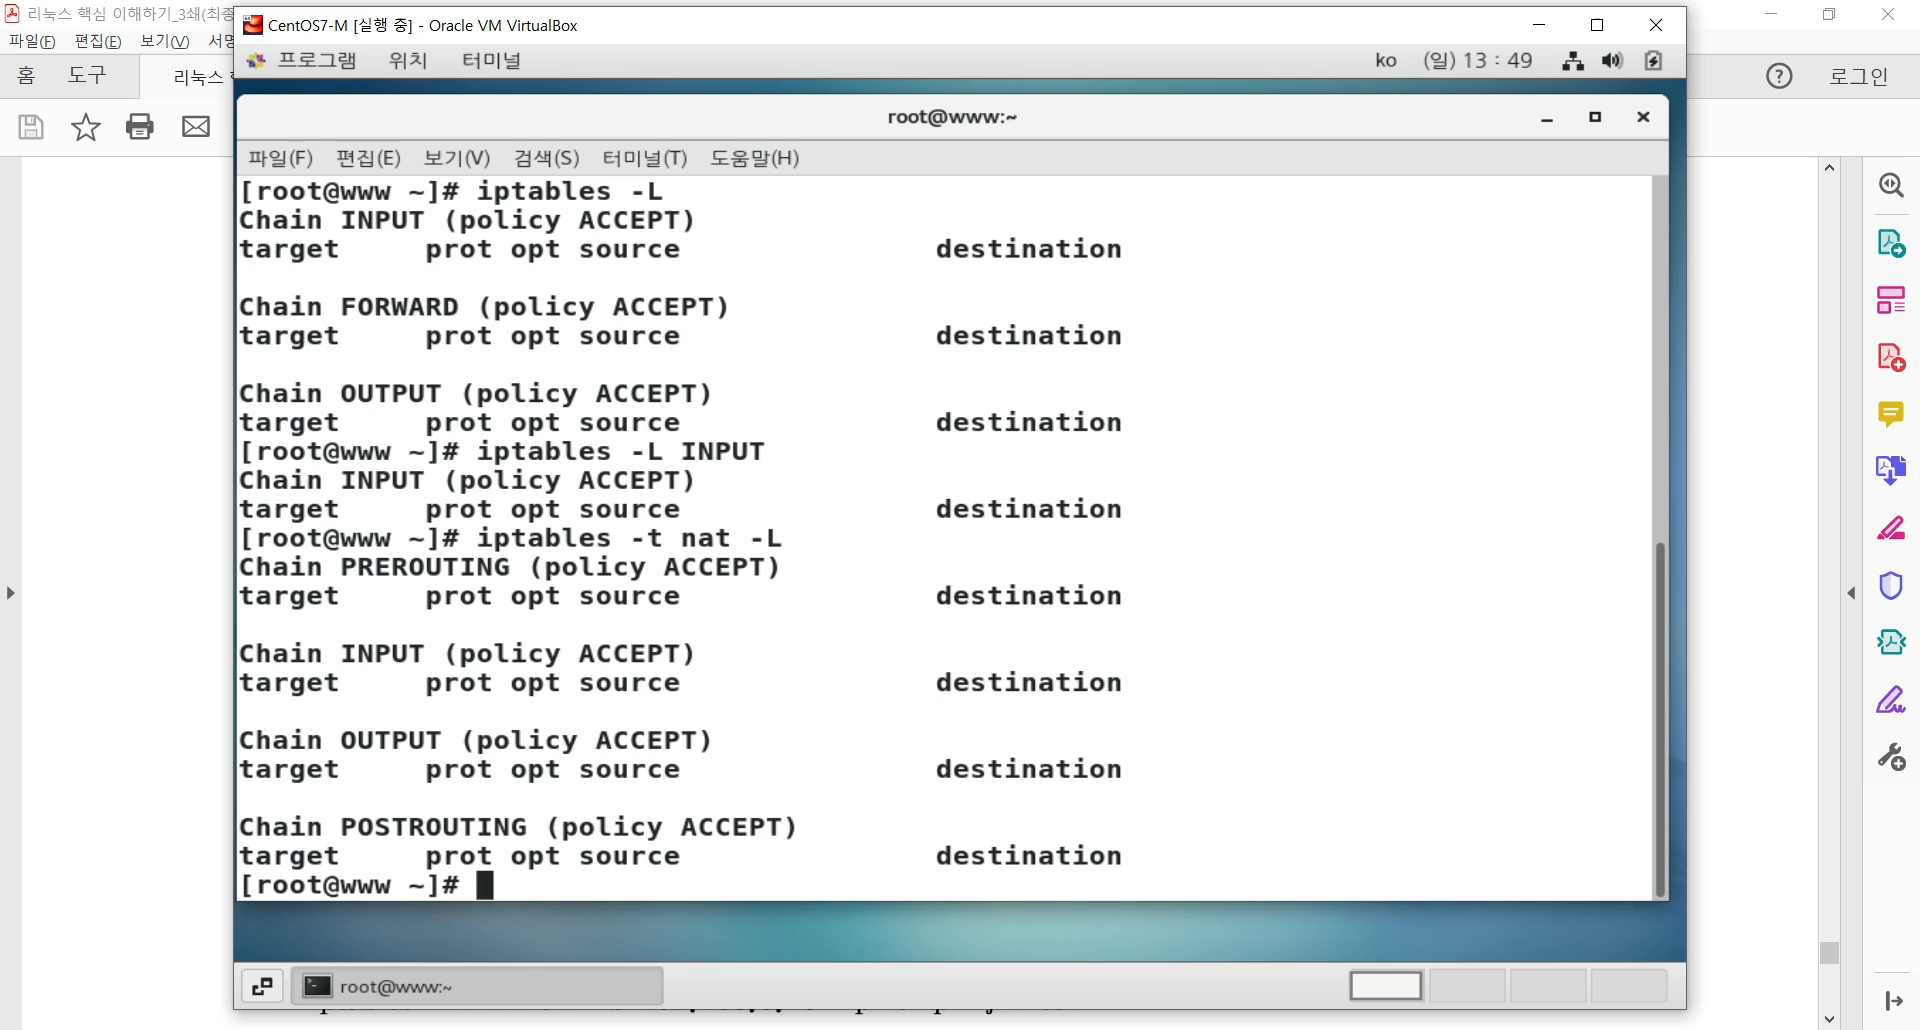 리눅스 핵심 이해하기_3쇄(최종
파일(F) 편집(E) 보기(V) 서명
홈 도구 리눅스
로그인
CentOS7-M [실행 중] - Oracle VM VirtualBox
프로그램 위치 터미널 ko (일) 13 : 49
root@www:~
파일(F) 편집(E) 보기(V) 검색(S) 터미널(T) 도움말(H)
[root@www ~]# iptables -L
Chain INPUT (policy ACCEPT)
target prot opt source destination
Chain FORWARD (policy ACCEPT)
target prot opt source destination
Chain OUTPUT (policy ACCEPT)
target prot opt source destination
[root@www ~]# iptables -L INPUT
Chain INPUT (policy ACCEPT)
target prot opt source destination
[root@www ~]# iptables -t nat -L
Chain PREROUTING (policy ACCEPT)
target prot opt source destination
Chain INPUT (policy ACCEPT)
target prot opt source destination
Chain OUTPUT (policy ACCEPT)
target prot opt source destination
Chain POSTROUTING (policy ACCEPT)
target prot opt source destination
[root@www ~]#
root@www:~